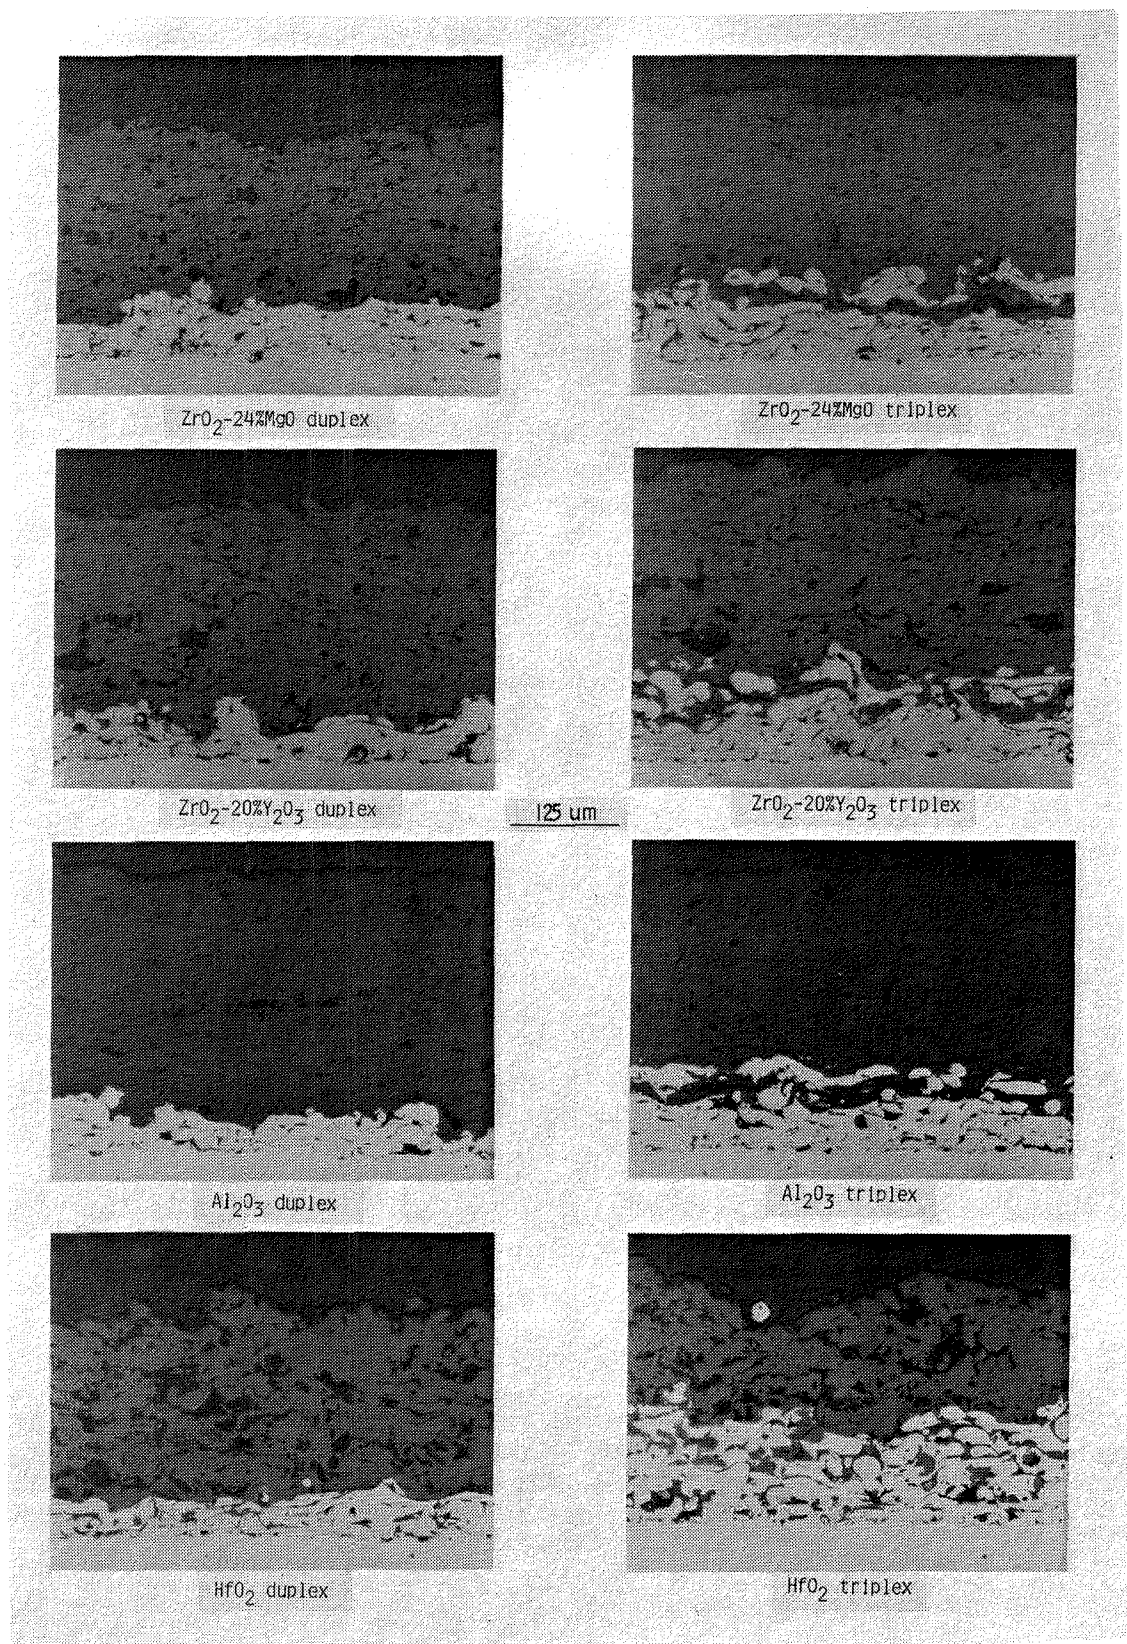 ZrO2-24%MgO duplex
ZrO2-24%MgO triplex
ZrO2-20%Y2O3 duplex
125 um
ZrO2-20%Y2O3 triplex
Al2O3 duplex
Al2O3 triplex
HfO2 duplex
HfO2 triplex